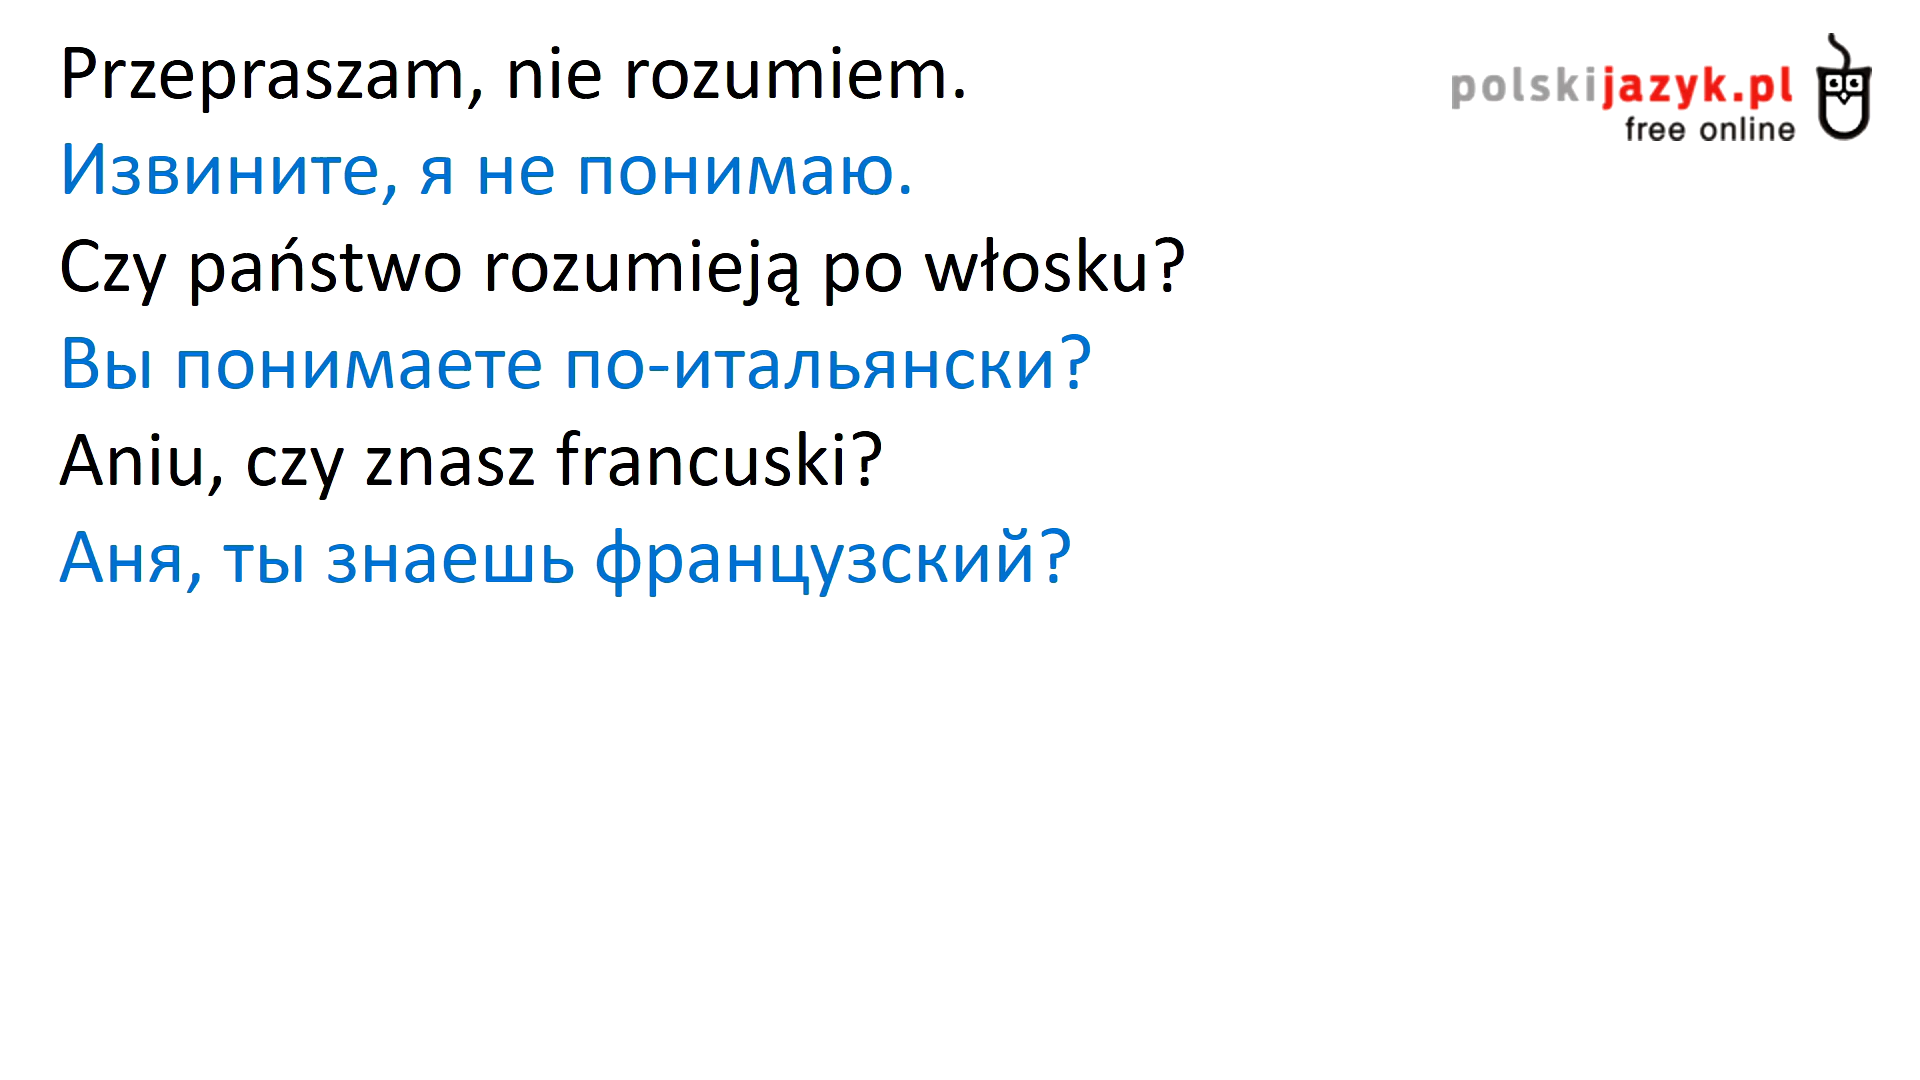 Przepraszam, nie rozumiem.
Извините, я не понимаю.
Czy państwo rozumieją po włosku?
Вы понимаете по-итальянски?
Aniu, czy znasz francuski?
Аня, ты знаешь французский?
polskijazyk.pl
free online